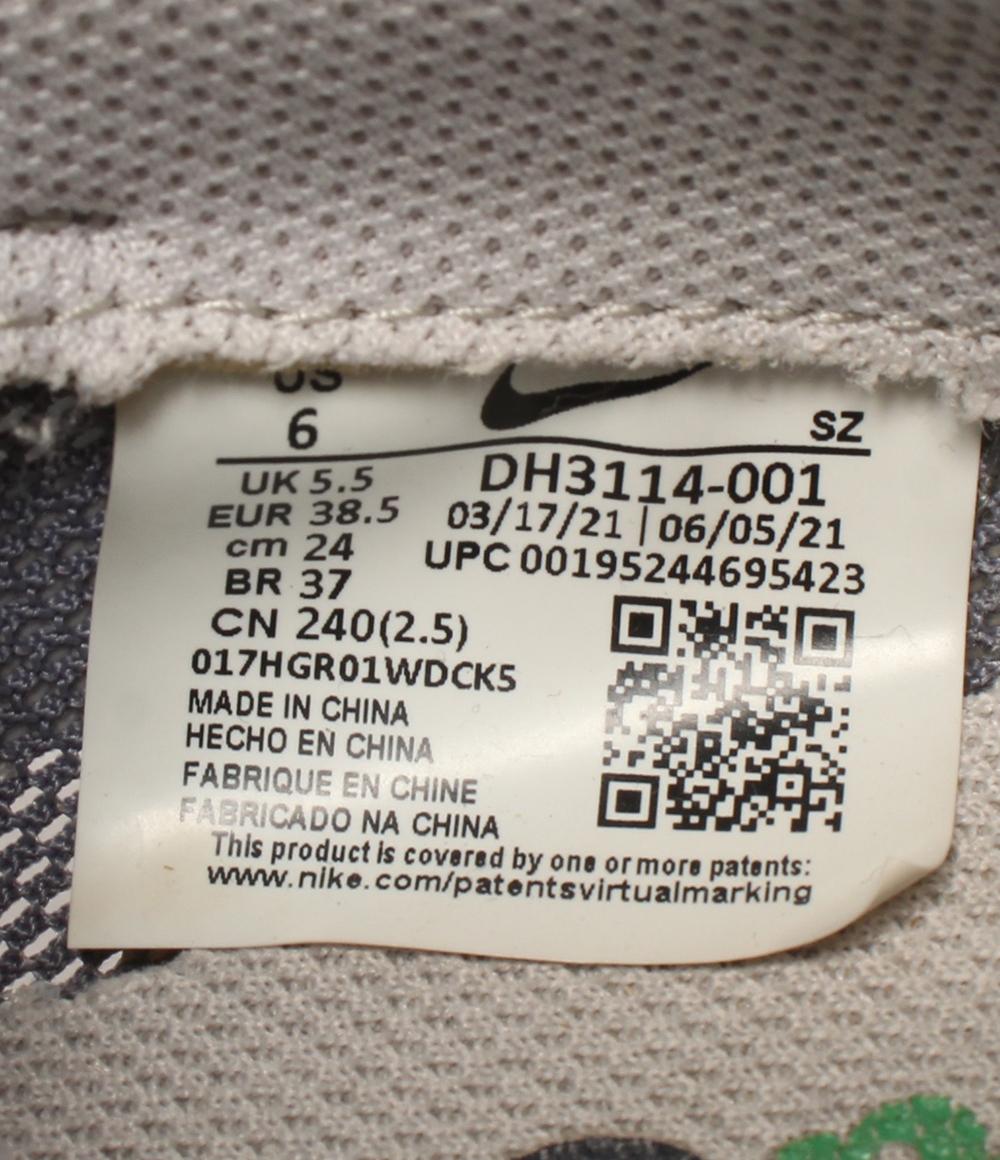 US
6
SZ
UK 5.5
EUR 38.5
cm 24
BR 37
CN 240(2.5)
DH3114-001
03/17/21 | 06/05/21
UPC 00195244695423
017HGR01WDCK5
MADE IN CHINA
HECHO EN CHINA
FABRIQUE EN CHINE
FABRICADO NA CHINA
This product is covered by one or more patents:
www.nike.com/patentsvirtualmarking